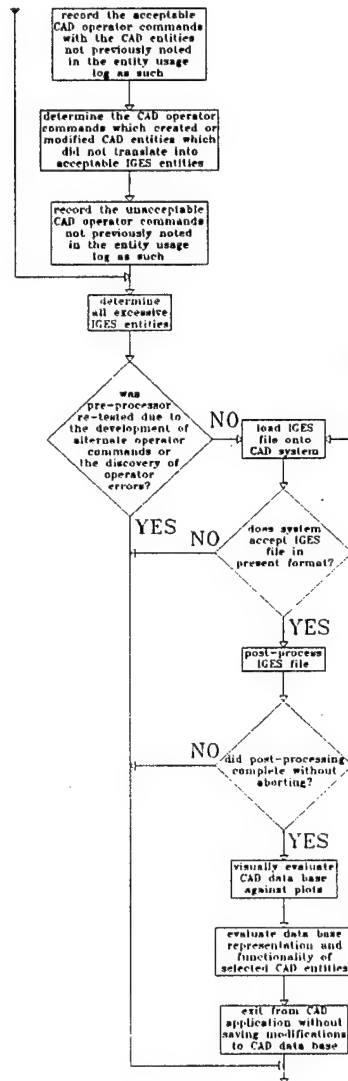 record the acceptable
CAD operator commands
with the CAD entities
not previously noted
in the entity usage
log as such
determine the CAD operator
commands which created or
modified CAD entities which
did not translate into
acceptable IGES entities
record the unacceptable
CAD operator commands
not previously noted
in the entity usage
log as such
determine
all excessive
IGES entities
was
pre-processor
re-tested due to
the development of
alternate operator
commands or
the discovery of
operator
errors?
NO
load IGES
file onto
CAD system
YES
NO
does system
accept IGES
file in
present format?
YES
post-process
IGES file
NO
did post-processing
complete without
aborting?
YES
visually evaluate
CAD data base
against plots
evaluate data base
representation and
functionality of
selected CAD entities
exit from CAD
application without
saving modifications
to CAD data base